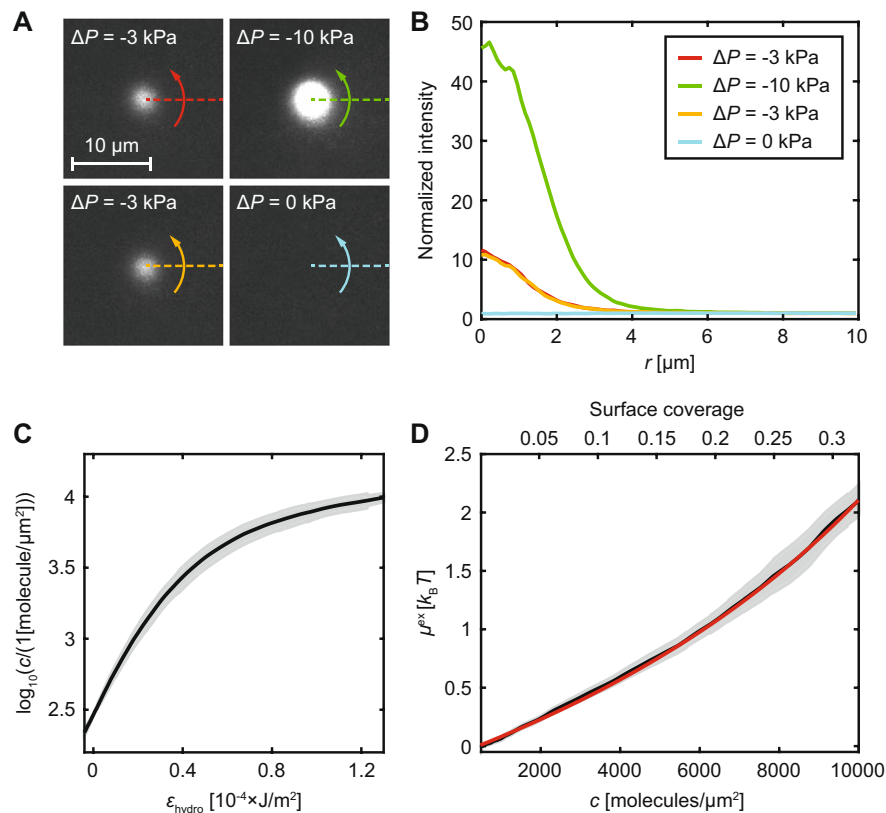 A
ΔP = -3 kPa
ΔP = -10 kPa
10 µm
ΔP = -3 kPa
ΔP = 0 kPa
B
50
40
30
20
10
0
Normalized intensity
ΔP = -3 kPa
ΔP = -10 kPa
ΔP = -3 kPa
ΔP = 0 kPa
0 2 4 6 8 10
r [µm]
C
4
3.5
3
2.5
log₁₀(c/(1[molecule/µm²]))
0 0.4 0.8 1.2
ε_hydro [10⁻⁴×J/m²]
D
Surface coverage
0.05 0.1 0.15 0.2 0.25 0.3
2.5
2
1.5
1
0.5
0
µᵉˣ [k_B T]
2000 4000 6000 8000 10000
c [molecules/µm²]